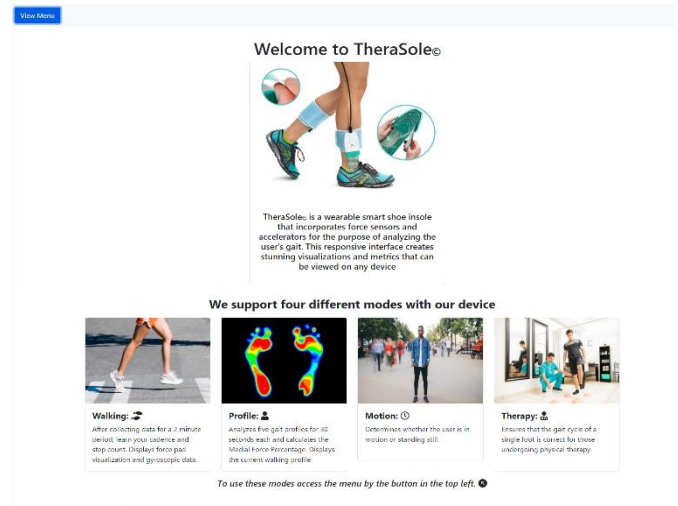 View Menu
Welcome to TheraSole©
TheraSole© is a wearable smart shoe insole
that incorporates force sensors and
accelerators for the purpose of analyzing the
user's gait. This responsive interface creates
stunning visualizations and metrics that can
be viewed on any device
We support four different modes with our device
Walking:
After collecting data for a 2 minute
period, learn your cadence and
step count. Displays force pad
visualization and gyroscopic data.
Profile:
Analyzes five gait profiles for 30
seconds each and calculates the
Medial Force Percentage. Displays
the current walking profile.
Motion:
Determines whether the user is in
motion or standing still.
Therapy:
Ensures that the gait cycle of a
single foot is correct for those
undergoing physical therapy.
To use these modes access the menu by the button in the top left.